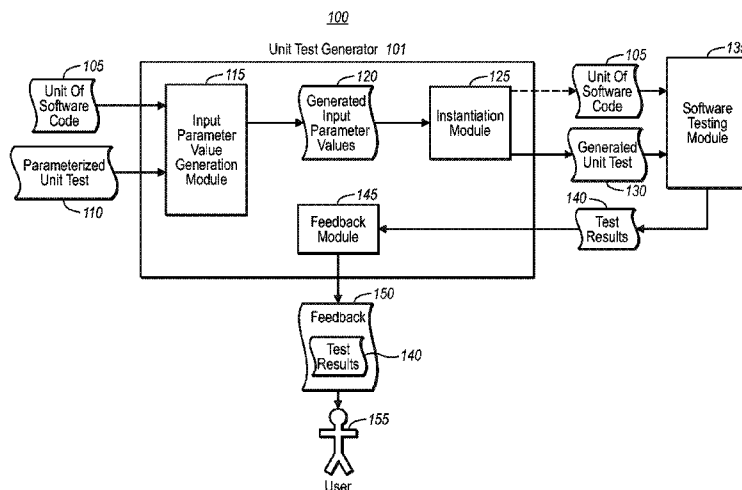 100
Unit Test Generator 101
105
Unit Of
Software
Code
Parameterized
Unit Test
110
115
Input
Parameter
Value
Generation
Module
120
Generated
Input
Parameter
Values
125
Instantiation
Module
105
Unit Of
Software
Code
Generated
Unit Test
130
135
Software
Testing
Module
140
Test
Results
145
Feedback
Module
150
Feedback
Test
Results
140
155
User